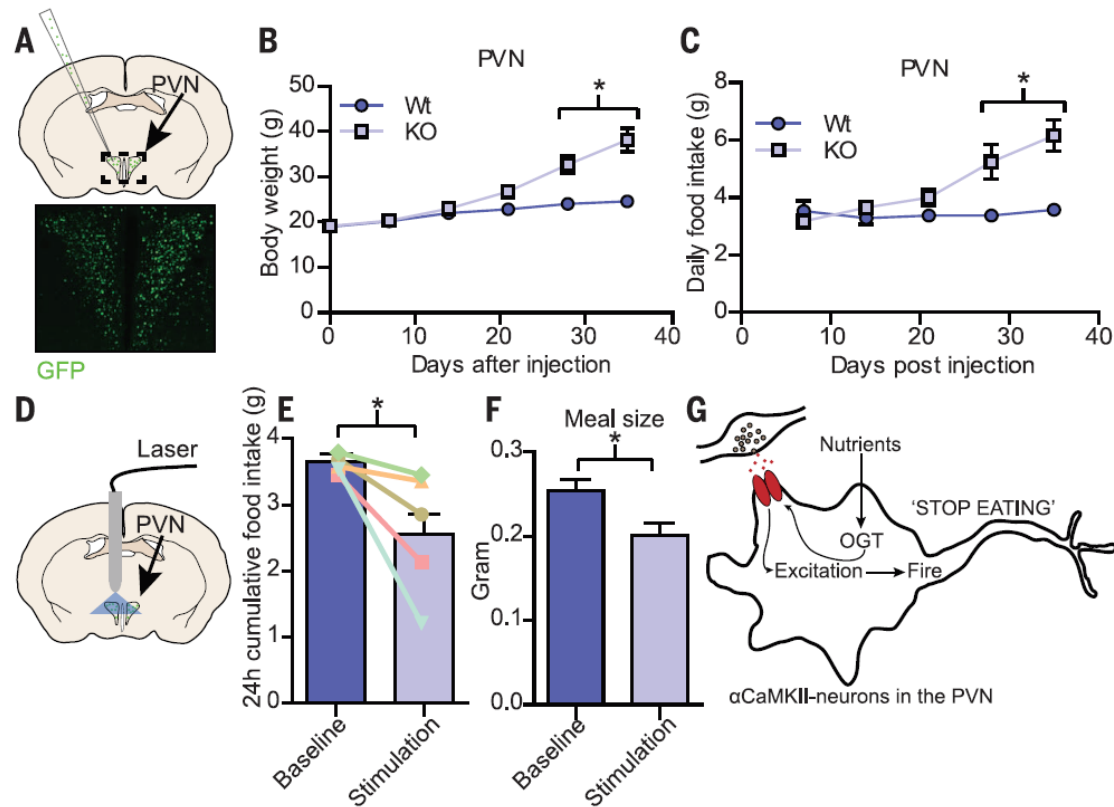 A
PVN
GFP
B
PVN
Wt
KO
*
Body weight (g)
50
40
30
20
10
0
0 10 20 30 40
Days after injection
C
PVN
Wt
KO
*
Daily food intake (g)
8
6
4
2
0
0 10 20 30 40
Days post injection
D
Laser
PVN
E
*
24h cumulative food intake (g)
4
3
2
1
0
Baseline
Stimulation
F
Meal size
*
Gram
0.3
0.2
0.1
0.0
Baseline
Stimulation
G
Nutrients
'STOP EATING'
OGT
Excitation Fire
αCaMKII-neurons in the PVN